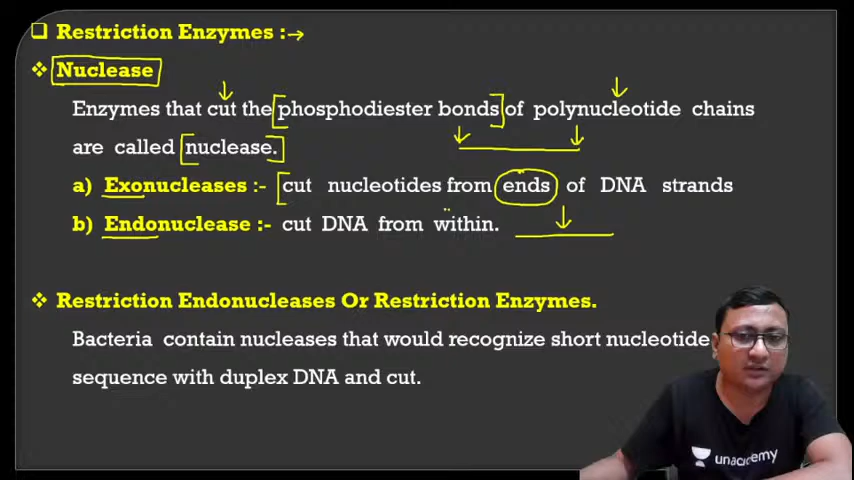 Restriction Enzymes :→
Nuclease
Enzymes that cut the phosphodiester bonds of polynucleotide chains
are called nuclease.
a) Exonucleases :- cut nucleotides from ends of DNA strands
b) Endonuclease :- cut DNA from within.
Restriction Endonucleases Or Restriction Enzymes.
Bacteria contain nucleases that would recognize short nucleotide
sequence with duplex DNA and cut.
unacademy